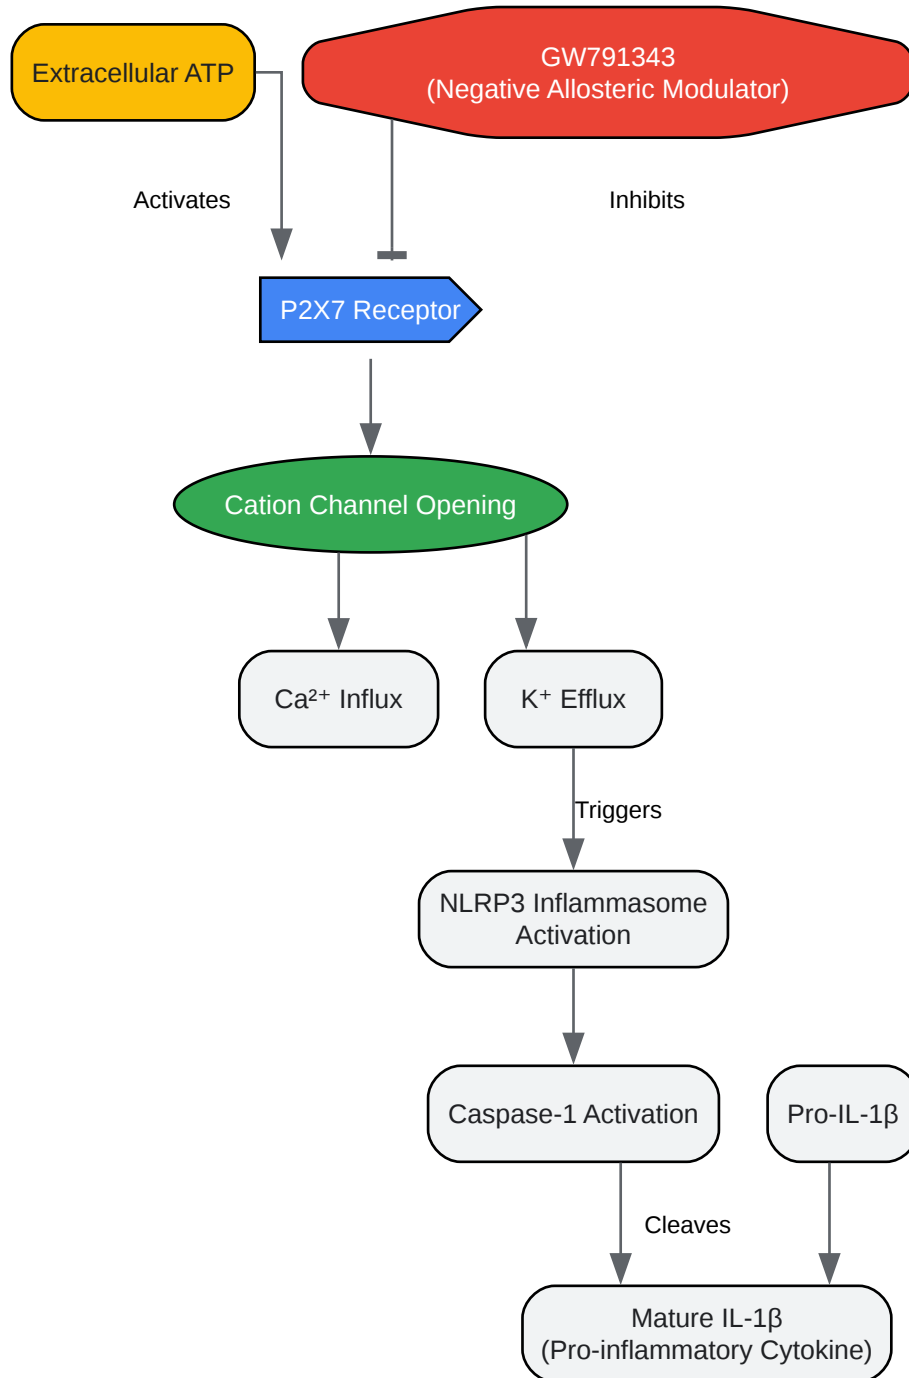 Extracellular ATP
GW791343
(Negative Allosteric Modulator)
Activates
Inhibits
P2X7 Receptor
Cation Channel Opening
Ca²⁺ Influx
K⁺ Efflux
Triggers
NLRP3 Inflammasome
Activation
Caspase-1 Activation
Pro-IL-1β
Cleaves
Mature IL-1β
(Pro-inflammatory Cytokine)